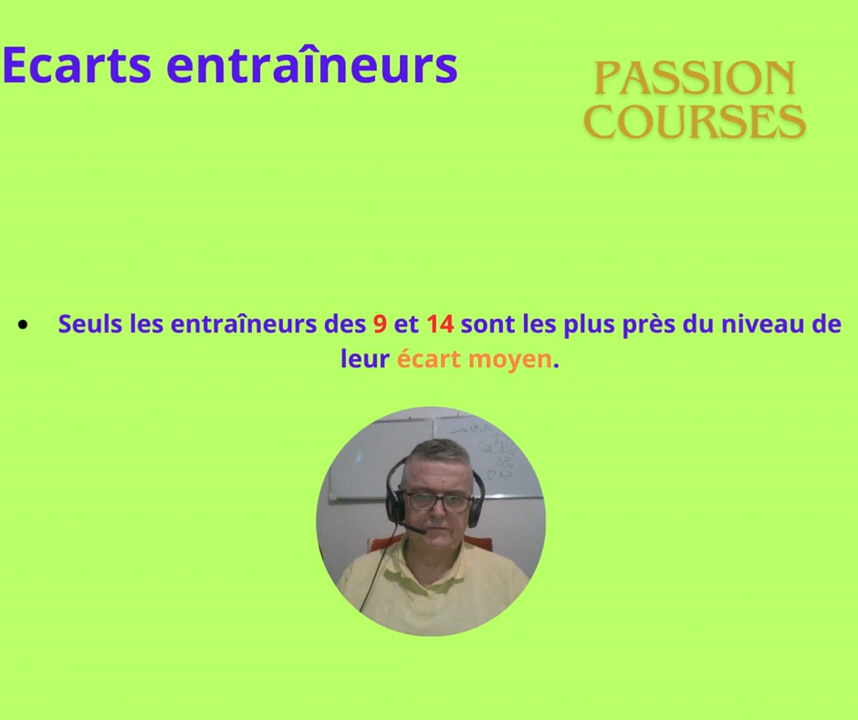 Ecarts entraîneurs
PASSION
COURSES
• Seuls les entraîneurs des 9 et 14 sont les plus près du niveau de
leur écart moyen.